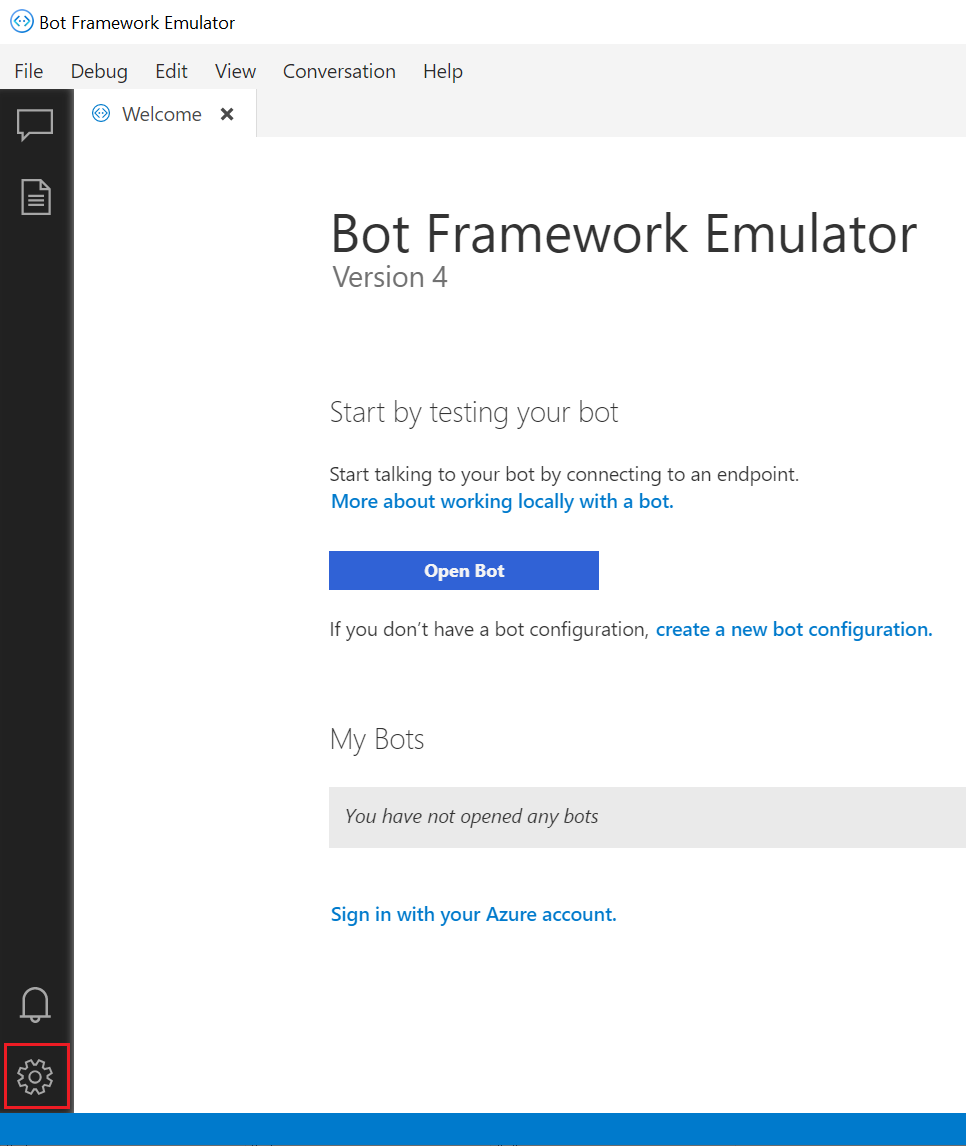 Bot Framework Emulator
File Debug Edit View Conversation Help
Welcome
Bot Framework Emulator
Version 4
Start by testing your bot
Start talking to your bot by connecting to an endpoint.
More about working locally with a bot.
Open Bot
If you don’t have a bot configuration, create a new bot configuration.
My Bots
You have not opened any bots
Sign in with your Azure account.